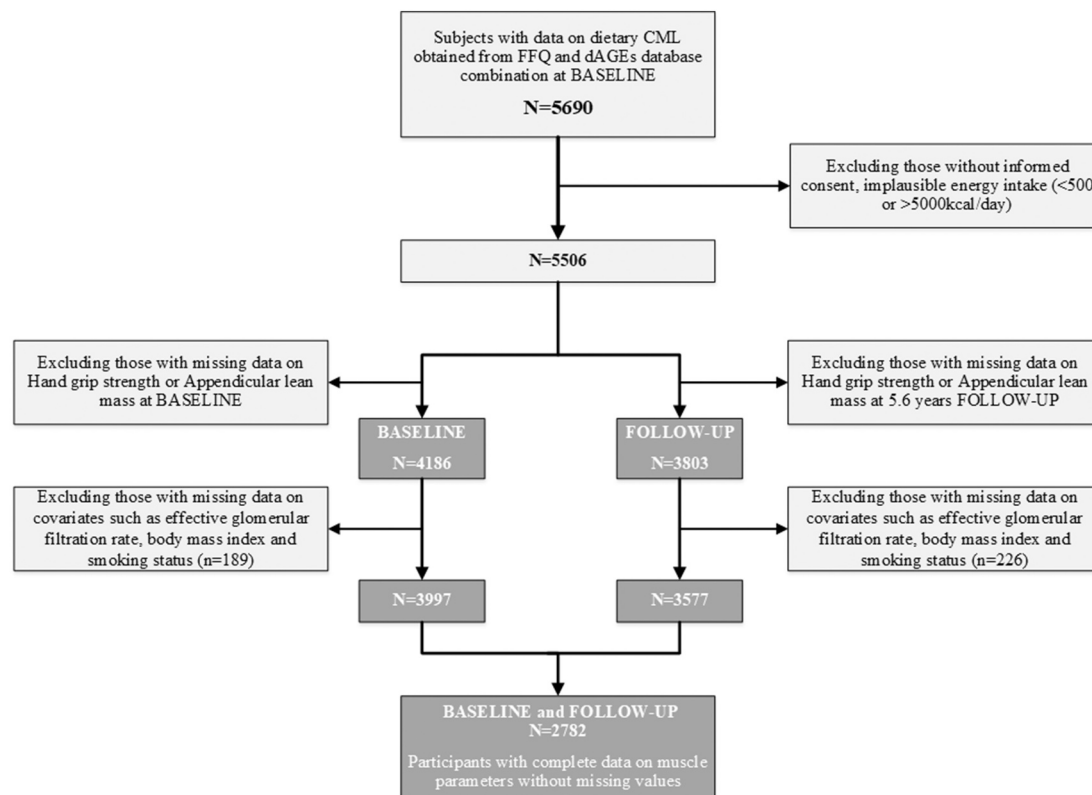 Subjects with data on dietary CML
obtained from FFQ and dAGEs database
combination at BASELINE
N=5690
Excluding those without informed
consent, implausible energy intake (<500
or >5000kcal/day)
N=5506
Excluding those with missing data on
Hand grip strength or Appendicular lean
mass at BASELINE
Excluding those with missing data on
Hand grip strength or Appendicular lean
mass at 5.6 years FOLLOW-UP
BASELINE
N=4186
FOLLOW-UP
N=3803
Excluding those with missing data on
covariates such as effective glomerular
filtration rate, body mass index and
smoking status (n=189)
Excluding those with missing data on
covariates such as effective glomerular
filtration rate, body mass index and
smoking status (n=226)
N=3997
N=3577
BASELINE and FOLLOW-UP
N=2782
Participants with complete data on muscle
parameters without missing values